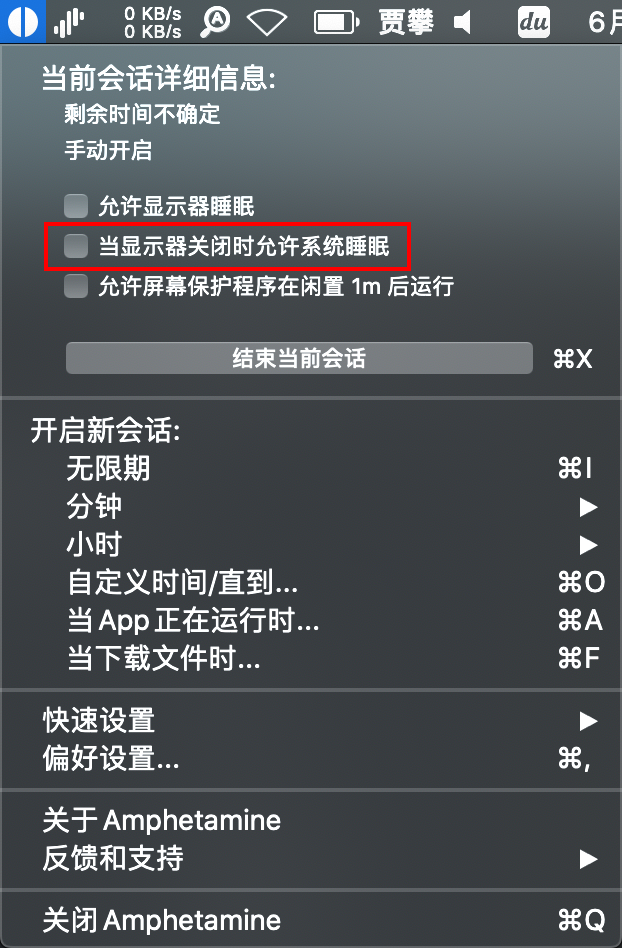 0 KB/s
0 KB/s
A
贾攀
du
6月
当前会话详细信息:
剩余时间不确定
手动开启
允许显示器睡眠
当显示器关闭时允许系统睡眠
允许屏幕保护程序在闲置 1m 后运行
结束当前会话 ⌘X
开启新会话:
无限期 ⌘I
分钟 ▶
小时 ▶
自定义时间/直到... ⌘O
当 App 正在运行时... ⌘A
当下载文件时... ⌘F
快速设置 ▶
偏好设置... ⌘,
关于 Amphetamine
反馈和支持 ▶
关闭 Amphetamine ⌘Q